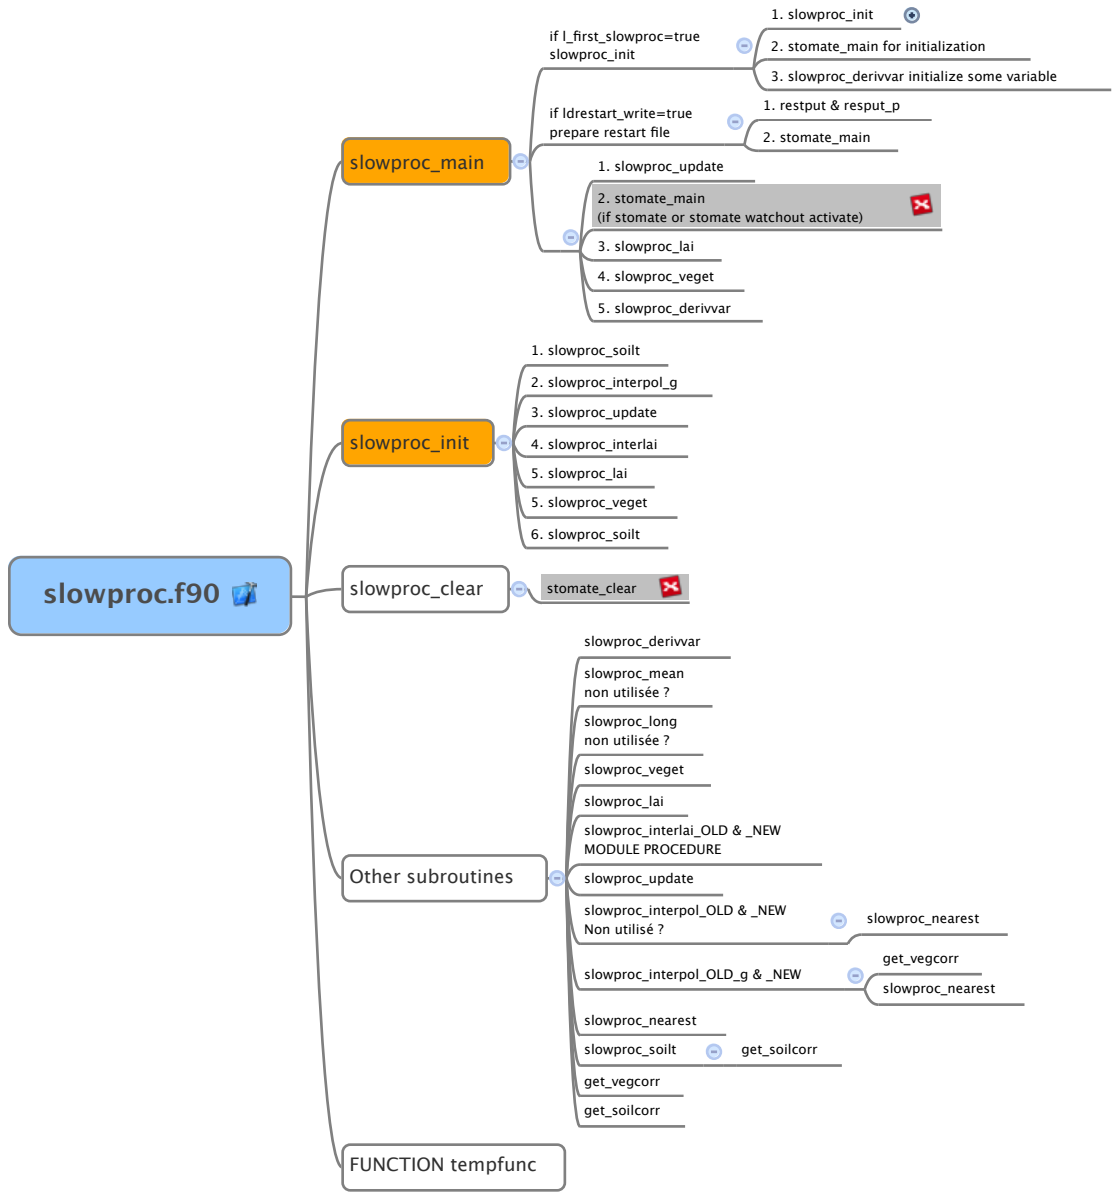 slowproc.f90
slowproc_main
if l_first_slowproc=true
slowproc_init
1. slowproc_init
2. stomate_main for initialization
3. slowproc_derivvar initialize some variable
if ldrestart_write=true
prepare restart file
1. restput & resput_p
2. stomate_main
1. slowproc_update
2. stomate_main
(if stomate or stomate watchout activate)
3. slowproc_lai
4. slowproc_veget
5. slowproc_derivvar
slowproc_init
1. slowproc_soilt
2. slowproc_interpol_g
3. slowproc_update
4. slowproc_interlai
5. slowproc_lai
5. slowproc_veget
6. slowproc_soilt
slowproc_clear
stomate_clear
Other subroutines
slowproc_derivvar
slowproc_mean
non utilisée ?
slowproc_long
non utilisée ?
slowproc_veget
slowproc_lai
slowproc_interlai_OLD & _NEW
MODULE PROCEDURE
slowproc_update
slowproc_interpol_OLD & _NEW
Non utilisé ?
slowproc_nearest
slowproc_interpol_OLD_g & _NEW
get_vegcorr
slowproc_nearest
slowproc_nearest
slowproc_soilt
get_soilcorr
get_vegcorr
get_soilcorr
FUNCTION tempfunc